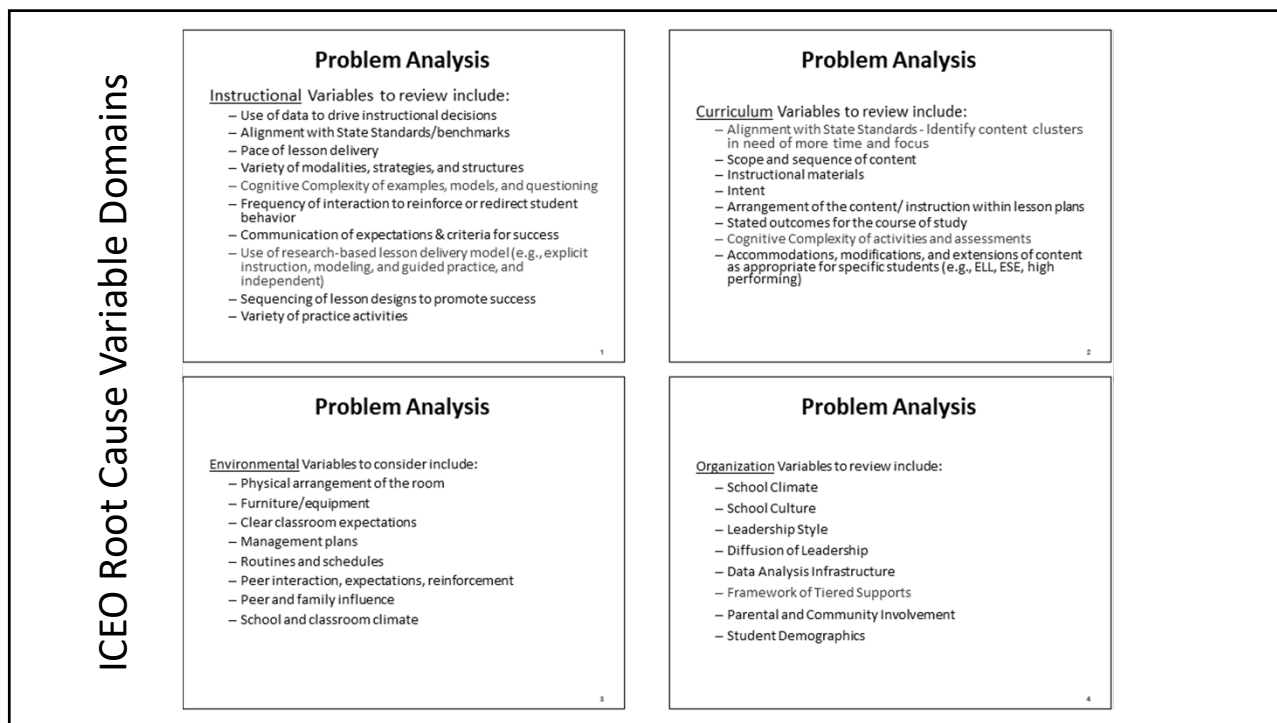 ICEO Root Cause Variable Domains
Problem Analysis
Instructional Variables to review include:
– Use of data to drive instructional decisions
– Alignment with State Standards/benchmarks
– Pace of lesson delivery
– Variety of modalities, strategies, and structures
– Cognitive Complexity of examples, models, and questioning
– Frequency of interaction to reinforce or redirect student
behavior
– Communication of expectations & criteria for success
– Use of research-based lesson delivery model (e.g., explicit
instruction, modeling, and guided practice, and
independent)
– Sequencing of lesson designs to promote success
– Variety of practice activities
1
Problem Analysis
Curriculum Variables to review include:
– Alignment with State Standards - Identify content clusters
in need of more time and focus
– Scope and sequence of content
– Instructional materials
– Intent
– Arrangement of the content/ instruction within lesson plans
– Stated outcomes for the course of study
– Cognitive Complexity of activities and assessments
– Accommodations, modifications, and extensions of content
as appropriate for specific students (e.g., ELL, ESE, high
performing)
2
Problem Analysis
Environmental Variables to consider include:
– Physical arrangement of the room
– Furniture/equipment
– Clear classroom expectations
– Management plans
– Routines and schedules
– Peer interaction, expectations, reinforcement
– Peer and family influence
– School and classroom climate
3
Problem Analysis
Organization Variables to review include:
– School Climate
– School Culture
– Leadership Style
– Diffusion of Leadership
– Data Analysis Infrastructure
– Framework of Tiered Supports
– Parental and Community Involvement
– Student Demographics
4